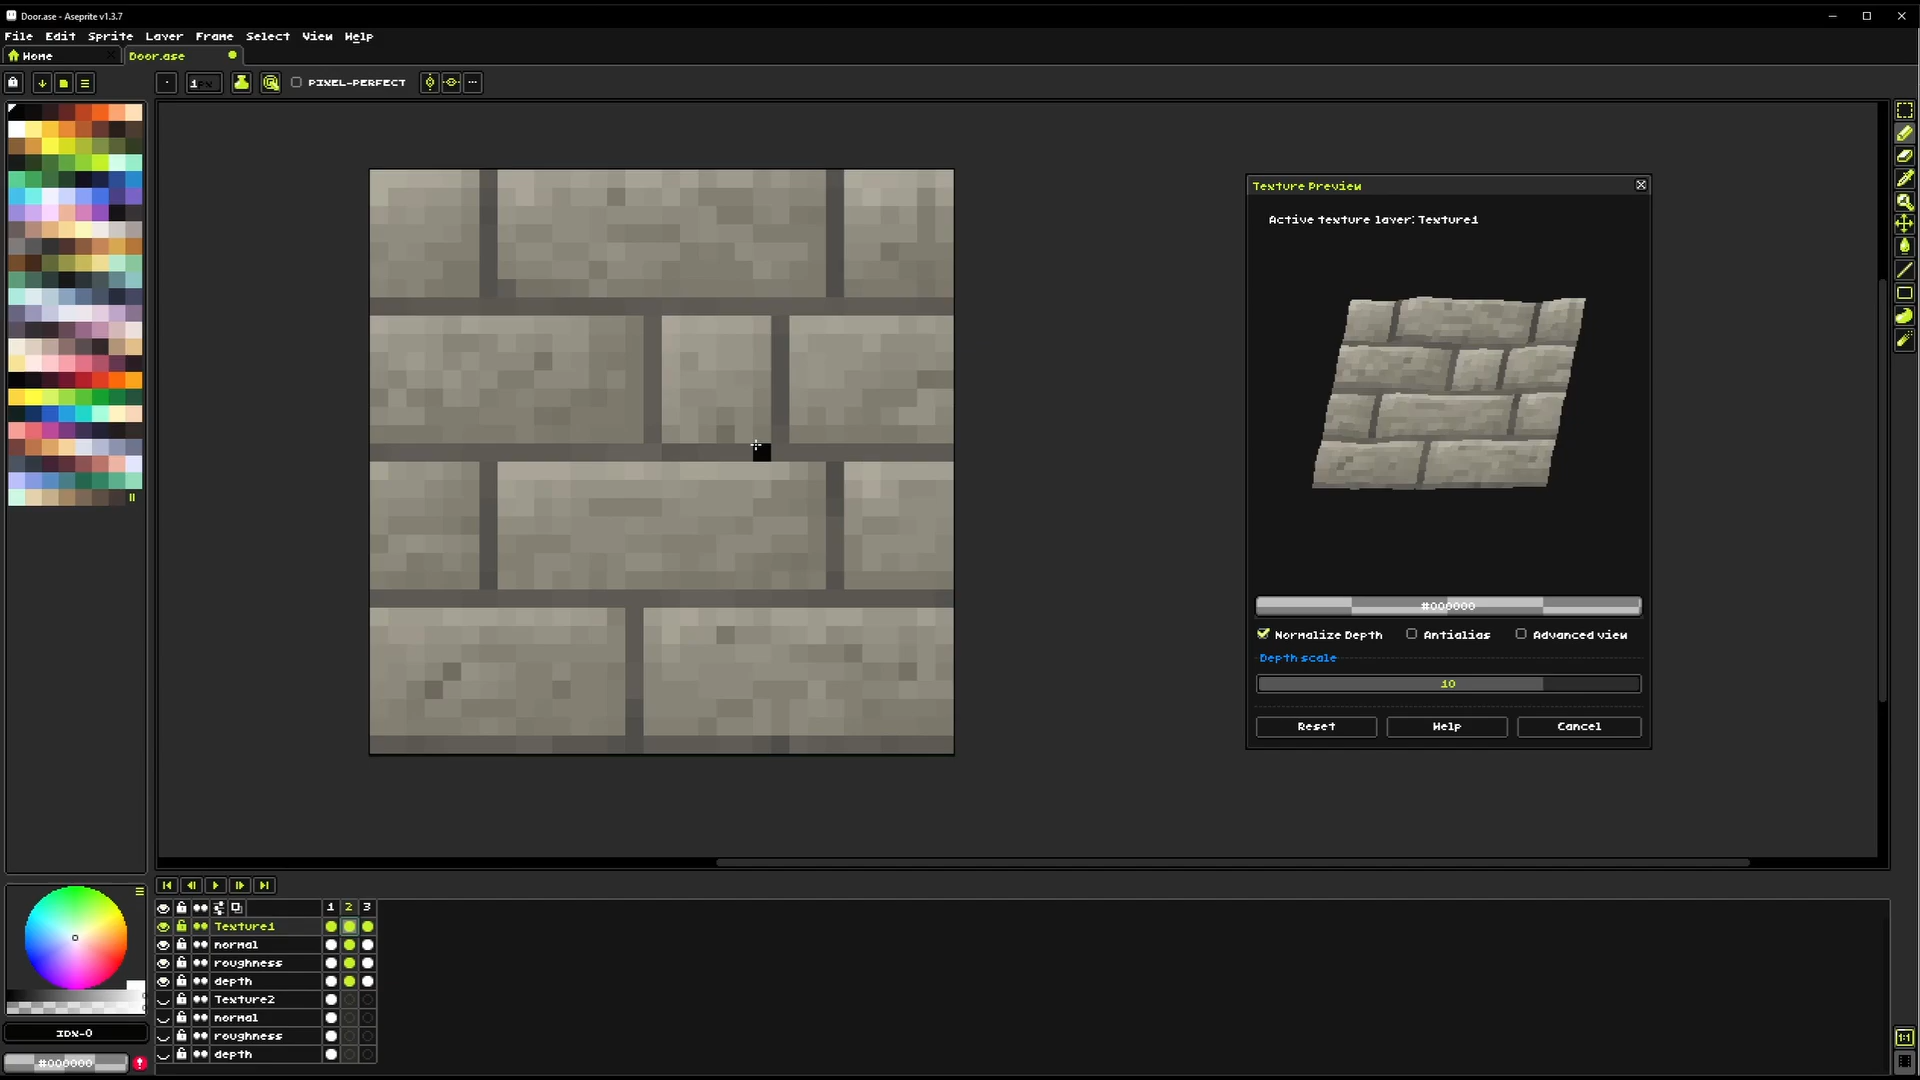 Door.ase - Aseprite v1.3.7
File Edit Sprite Layer Frame Select View Help
Home
Door.ase
PIXEL-PERFECT
Texture Preview
Active texture layer: Texture1
#000000
Normalize Depth
Antialias
Advanced view
Depth scale
10
Reset
Help
Cancel
1 2 3
Texture1
normal
roughness
depth
Texture2
normal
roughness
depth
IDX-0
#000000
1:1